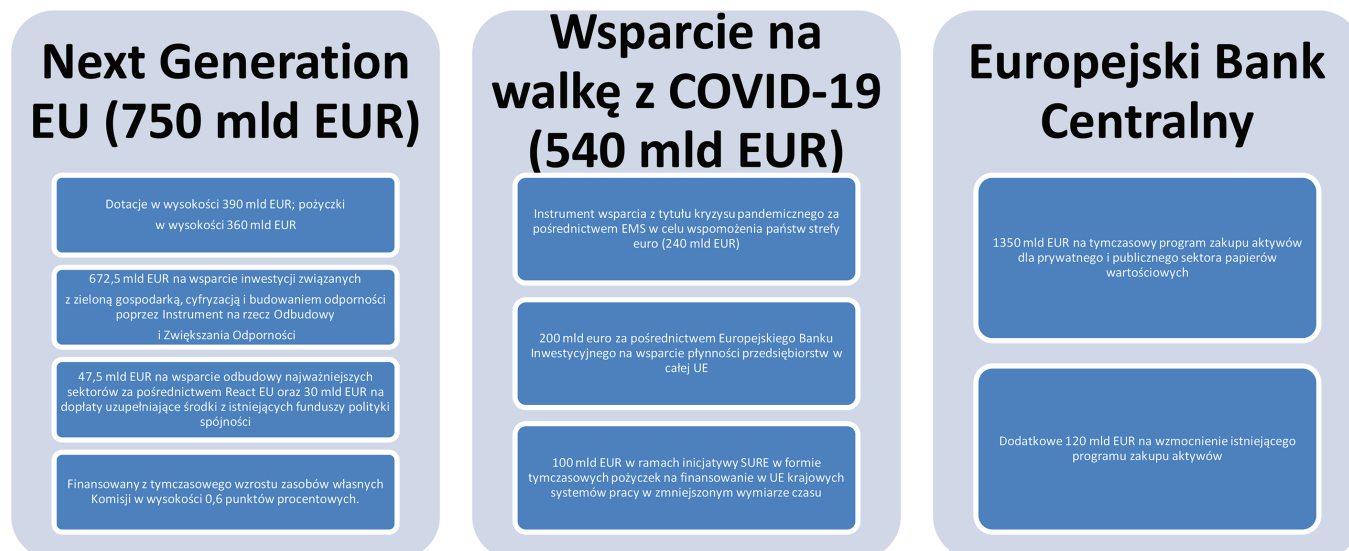 Next Generation
EU (750 mld EUR)
Dotacje w wysokości 390 mld EUR; pożyczki
w wysokości 360 mld EUR
672,5 mld EUR na wsparcie inwestycji związanych
z zieloną gospodarką, cyfryzacją i budowaniem odporności
poprzez Instrument na rzecz Odbudowy
i Zwiększania Odporności
47,5 mld EUR na wsparcie odbudowy najważniejszych
sektorów za pośrednictwem React EU oraz 30 mld EUR na
dopłaty uzupełniające środki z istniejących funduszy polityki
spójności
Finansowany z tymczasowego wzrostu zasobów własnych
Komisji w wysokości 0,6 punktów procentowych.
Wsparcie na
walkę z COVID-19
(540 mld EUR)
Instrument wsparcia z tytułu kryzysu pandemicznego za
pośrednictwem EMS w celu wspomożenia państw strefy
euro (240 mld EUR)
200 mld euro za pośrednictwem Europejskiego Banku
Inwestycyjnego na wsparcie płynności przedsiębiorstw w
całej UE
100 mld EUR w ramach inicjatywy SURE w formie
tymczasowych pożyczek na finansowanie w UE krajowych
systemów pracy w zmniejszonym wymiarze czasu
Europejski Bank
Centralny
1350 mld EUR na tymczasowy program zakupu aktywów
dla prywatnego i publicznego sektora papierów
wartościowych
Dodatkowe 120 mld EUR na wzmocnienie istniejącego
programu zakupu aktywów